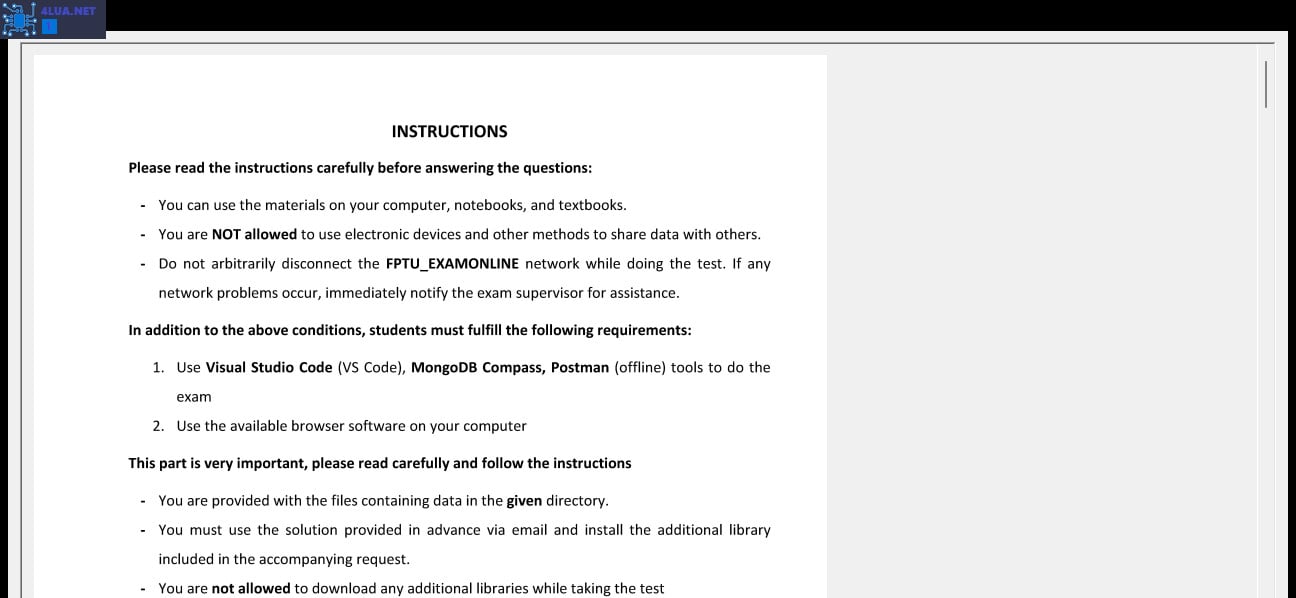 4LUA.NET
INSTRUCTIONS
Please read the instructions carefully before answering the questions:
- You can use the materials on your computer, notebooks, and textbooks.
- You are NOT allowed to use electronic devices and other methods to share data with others.
- Do not arbitrarily disconnect the FPTU_EXAMONLINE network while doing the test. If any
network problems occur, immediately notify the exam supervisor for assistance.
In addition to the above conditions, students must fulfill the following requirements:
1. Use Visual Studio Code (VS Code), MongoDB Compass, Postman (offline) tools to do the
exam
2. Use the available browser software on your computer
This part is very important, please read carefully and follow the instructions
- You are provided with the files containing data in the given directory.
- You must use the solution provided in advance via email and install the additional library
included in the accompanying request.
- You are not allowed to download any additional libraries while taking the test